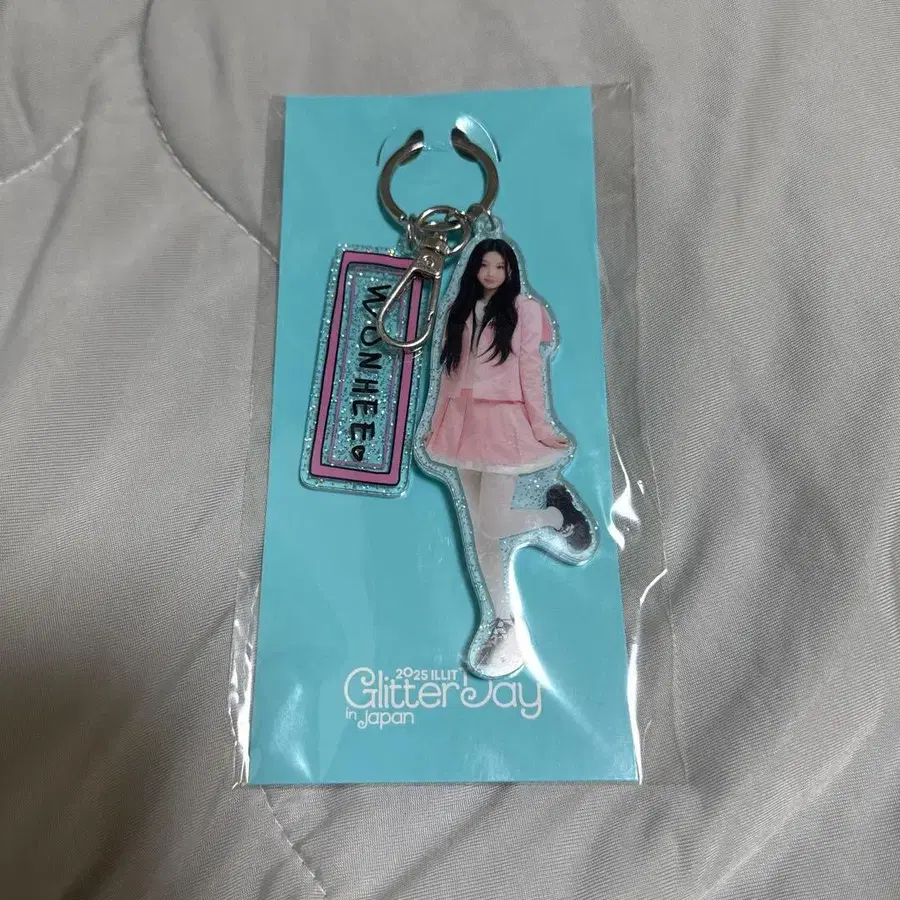 WONHEE♥
2025 ILLIT
Glitter Day
in Japan